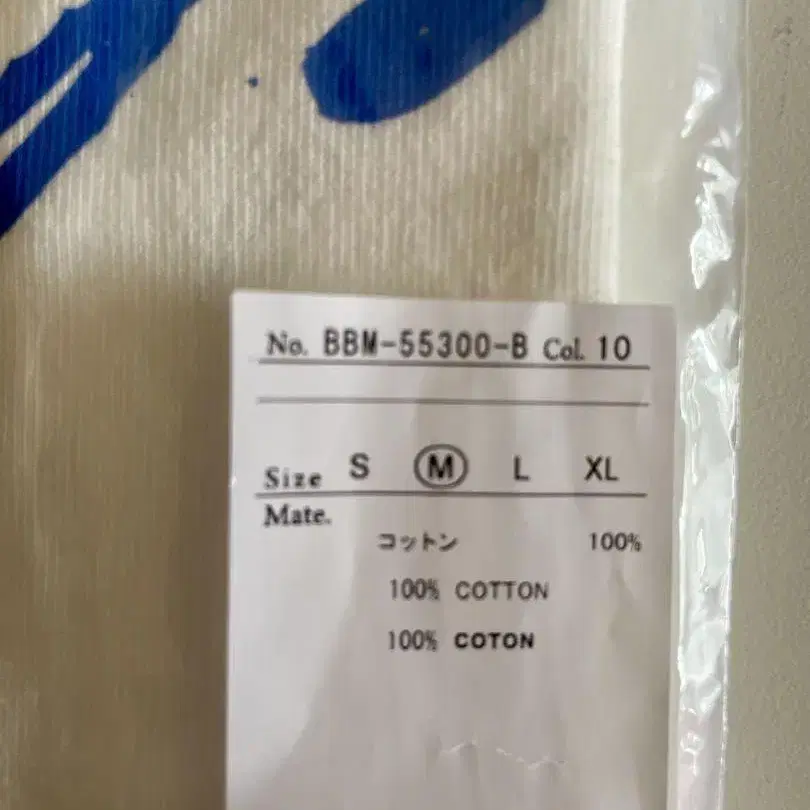 No. BBM-55300-B Col. 10
Size S M L XL
Mate.
コットン 100%
100% COTTON
100% COTON